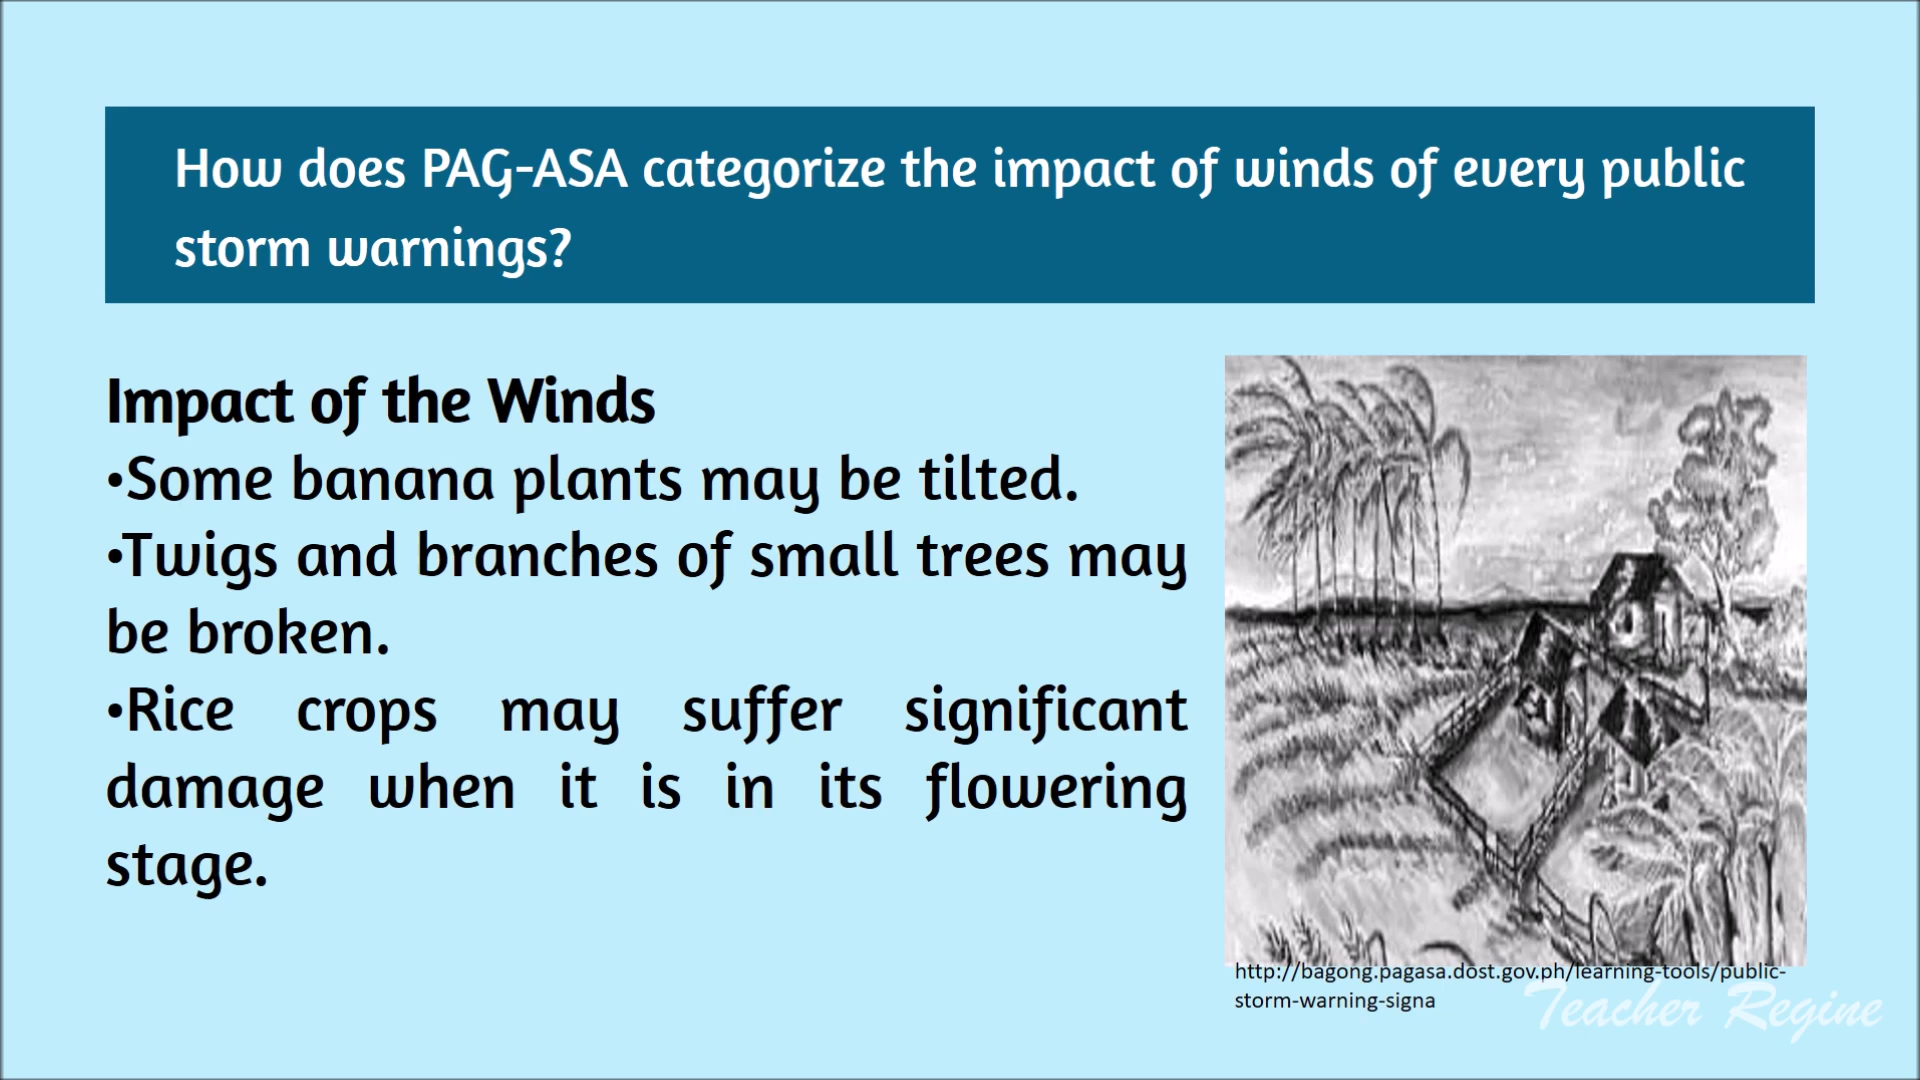 How does PAG-ASA categorize the impact of winds of every public
storm warnings?
Impact of the Winds
•Some banana plants may be tilted.
•Twigs and branches of small trees may
be broken.
•Rice crops may suffer significant
damage when it is in its flowering
stage.
http://bagong.pagasa.dost.gov.ph/learning-tools/public-
storm-warning-signa
Teacher Regine